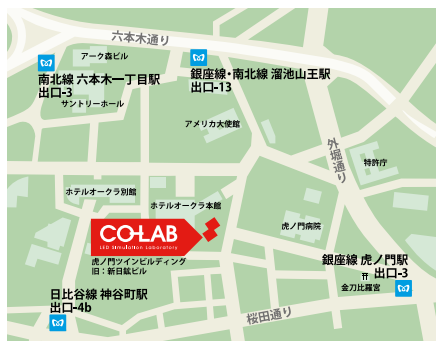 六本木通り
アーク森ビル
南北線 六本木一丁目駅
出口-3
サントリーホール
銀座線・南北線 溜池山王駅
出口-13
アメリカ大使館
外堀通り
特許庁
ホテルオークラ別館
ホテルオークラ本館
CO-LAB
LED Simulation Laboratory
虎ノ門ツインビルディング
旧：新日鉱ビル
虎ノ門病院
銀座線 虎ノ門駅
出口-3
金刀比羅宮
日比谷線 神谷町駅
出口-4b
桜田通り